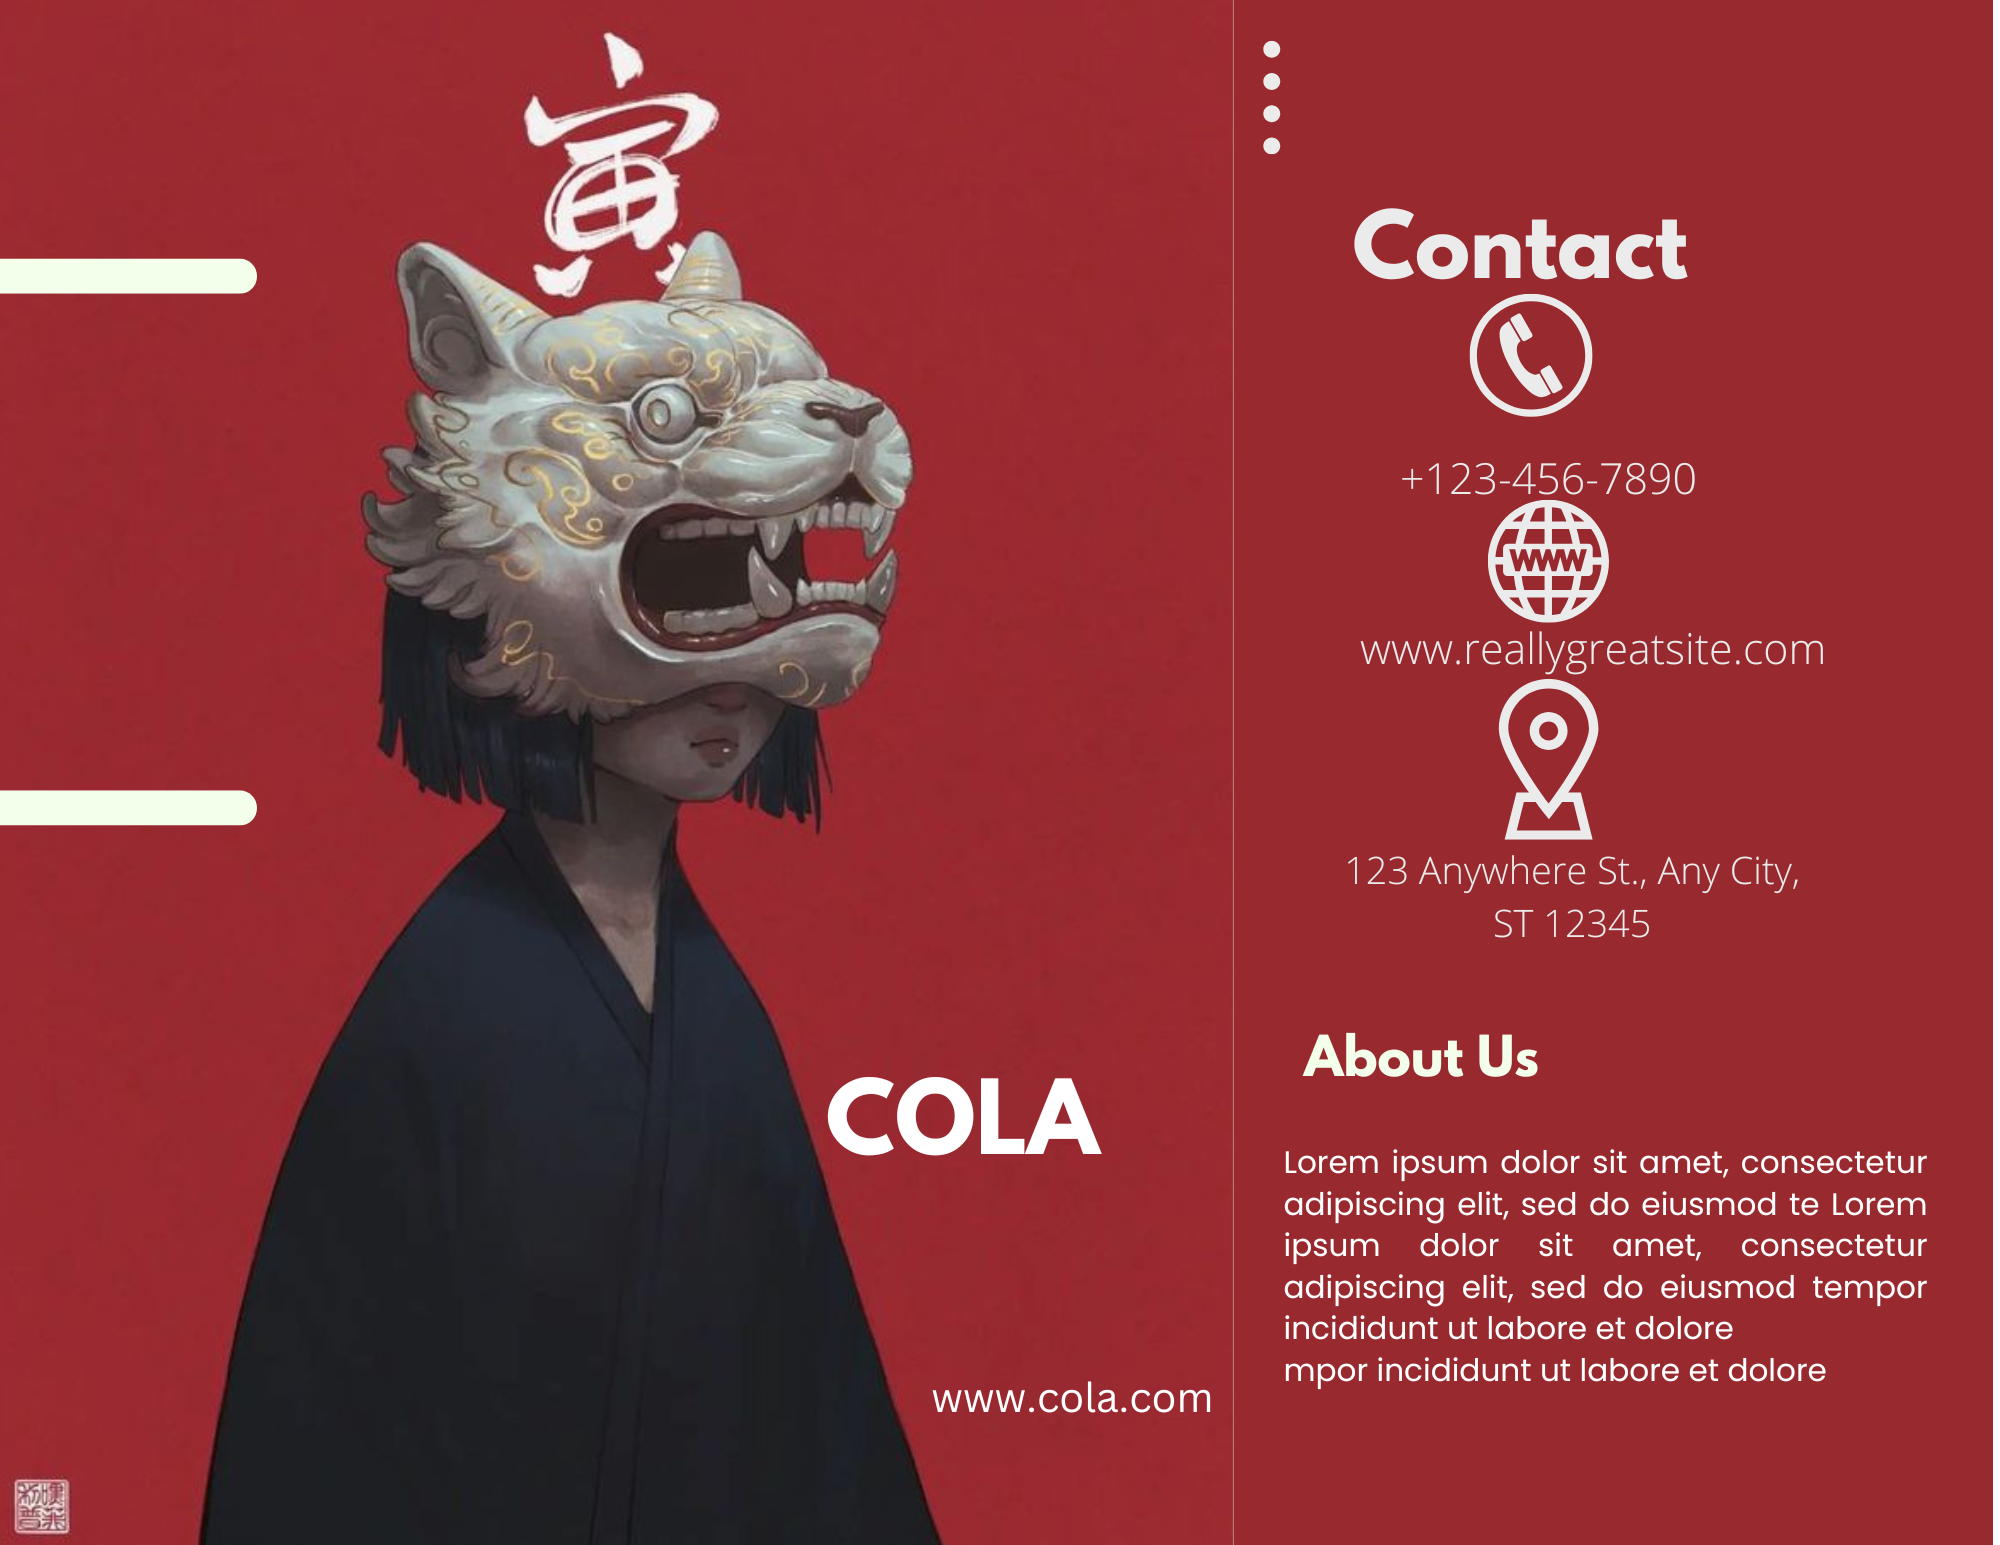 寅
COLA
www.cola.com
Contact
+123-456-7890
WWW
www.reallygreatsite.com
123 Anywhere St., Any City,
ST 12345
About Us
Lorem ipsum dolor sit amet, consectetur
adipiscing elit, sed do eiusmod te Lorem
ipsum dolor sit amet, consectetur
adipiscing elit, sed do eiusmod tempor
incididunt ut labore et dolore
mpor incididunt ut labore et dolore